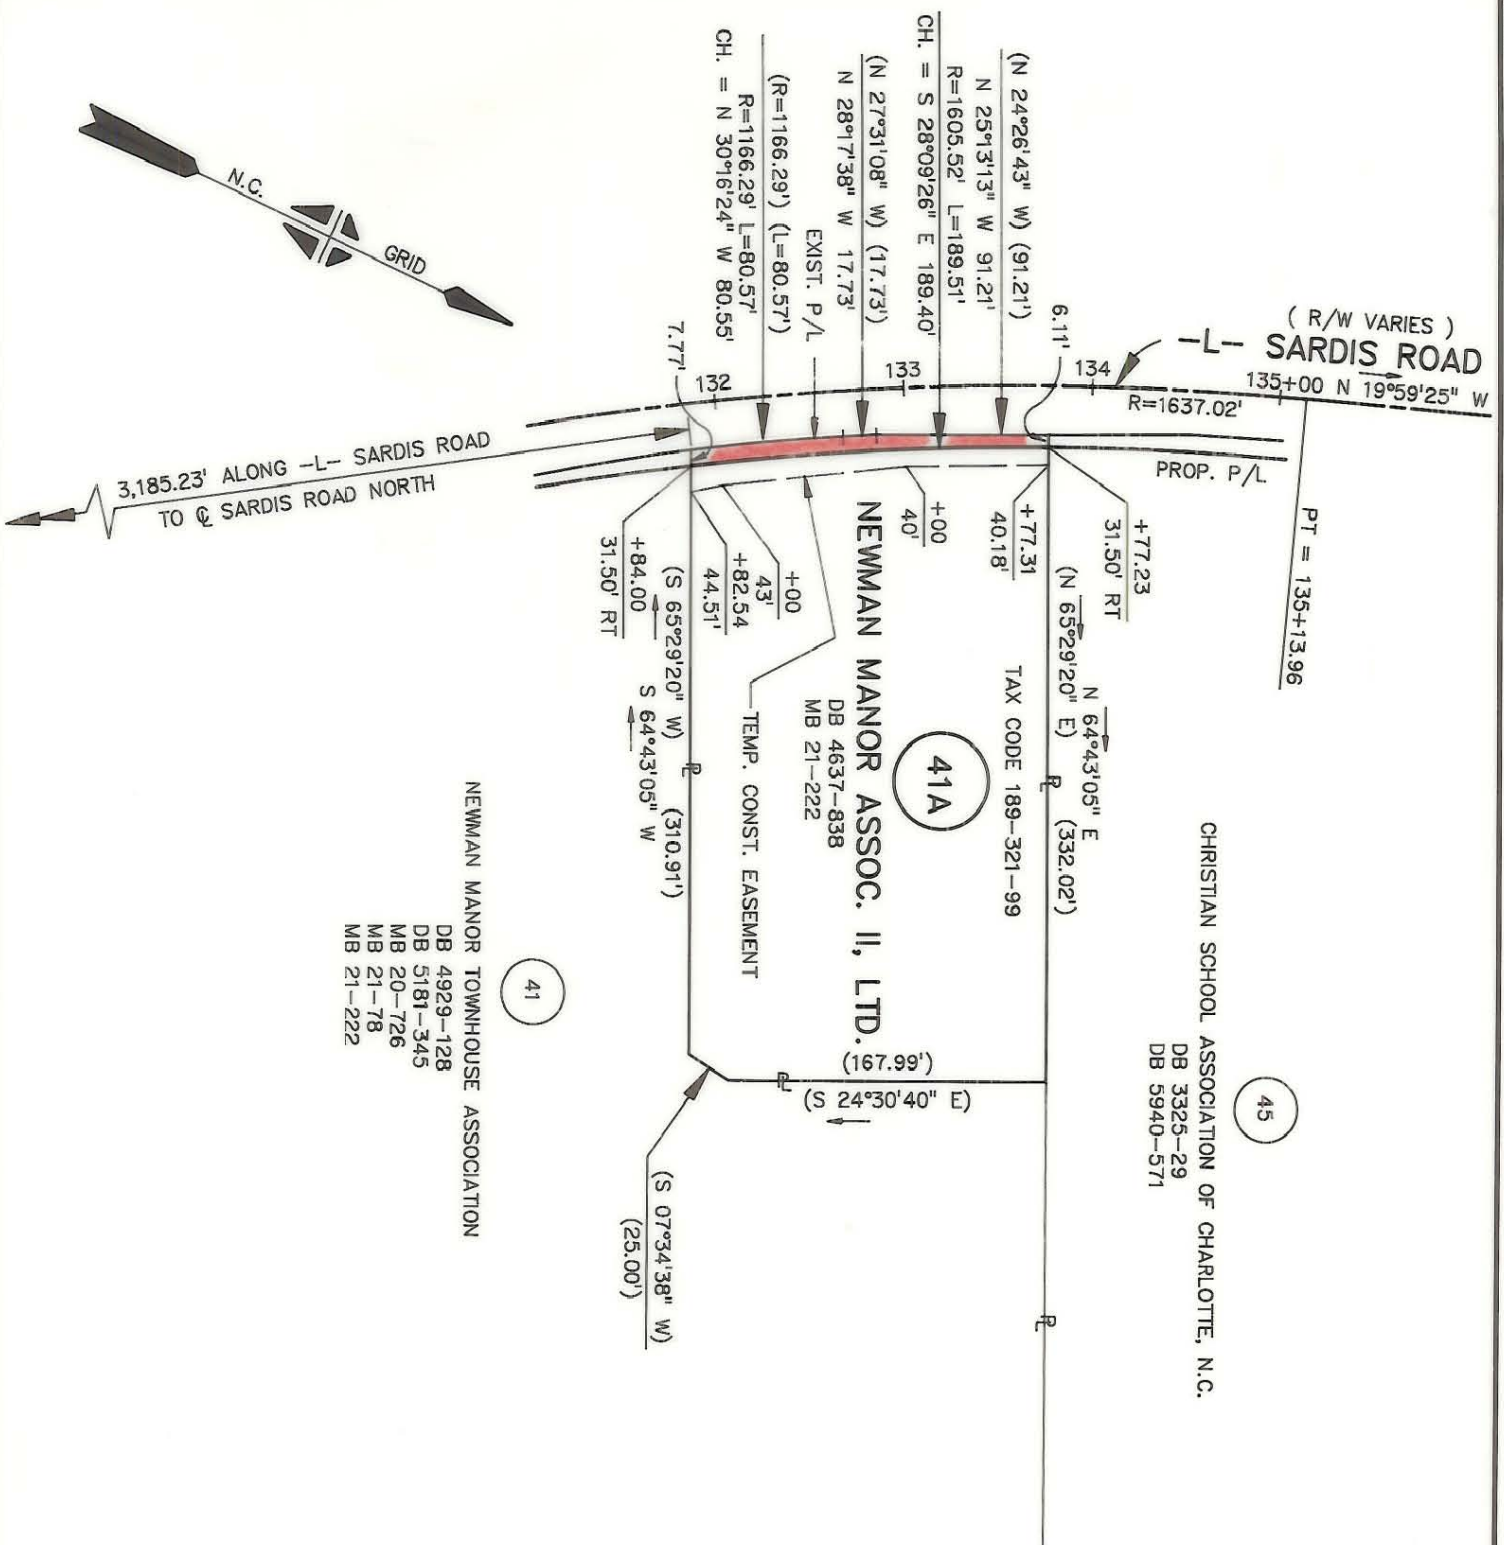 ( R/W VARIES )
-L- SARDIS ROAD
135+00 N 19°59'25" W
R=1637.02'
132
133
134
PROP. P/L
PT = 135+13.96
(N 24°26'43" W) (91.21')
N 25°13'13" W 91.21'
R=1605.52' L=189.51'
CH. = S 28°09'26" E 189.40'
(N 27°31'08" W) (17.73')
N 28°17'38" W 17.73'
EXIST. P/L
(R=1166.29') (L=80.57')
R=1166.29' L=80.57'
CH. = N 30°16'24" W 80.55'
6.11'
7.77'
N.C.
GRID
3,185.23' ALONG -L- SARDIS ROAD
TO ℄ SARDIS ROAD NORTH
+77.23
31.50' RT
+77.31
40.18'
+00
40'
+00
43'
+82.54
44.51'
+84.00
31.50' RT
(S 65°29'20" W)
S 64°43'05" W
(310.91')
N 64°43'05" E
(N 65°29'20" E)
(332.02')
TAX CODE 189-321-99
41A
NEWMAN MANOR ASSOC. II, LTD.
DB 4637-838
MB 21-222
TEMP. CONST. EASEMENT
PL
PL
PL
PL
(167.99')
(S 24°30'40" E)
(S 07°34'38" W)
(25.00')
45
CHRISTIAN SCHOOL ASSOCIATION OF CHARLOTTE, N.C.
DB 3325-29
DB 5940-571
41
NEWMAN MANOR TOWNHOUSE ASSOCIATION
DB 4929-128
DB 5181-345
MB 20-726
MB 21-78
MB 21-222